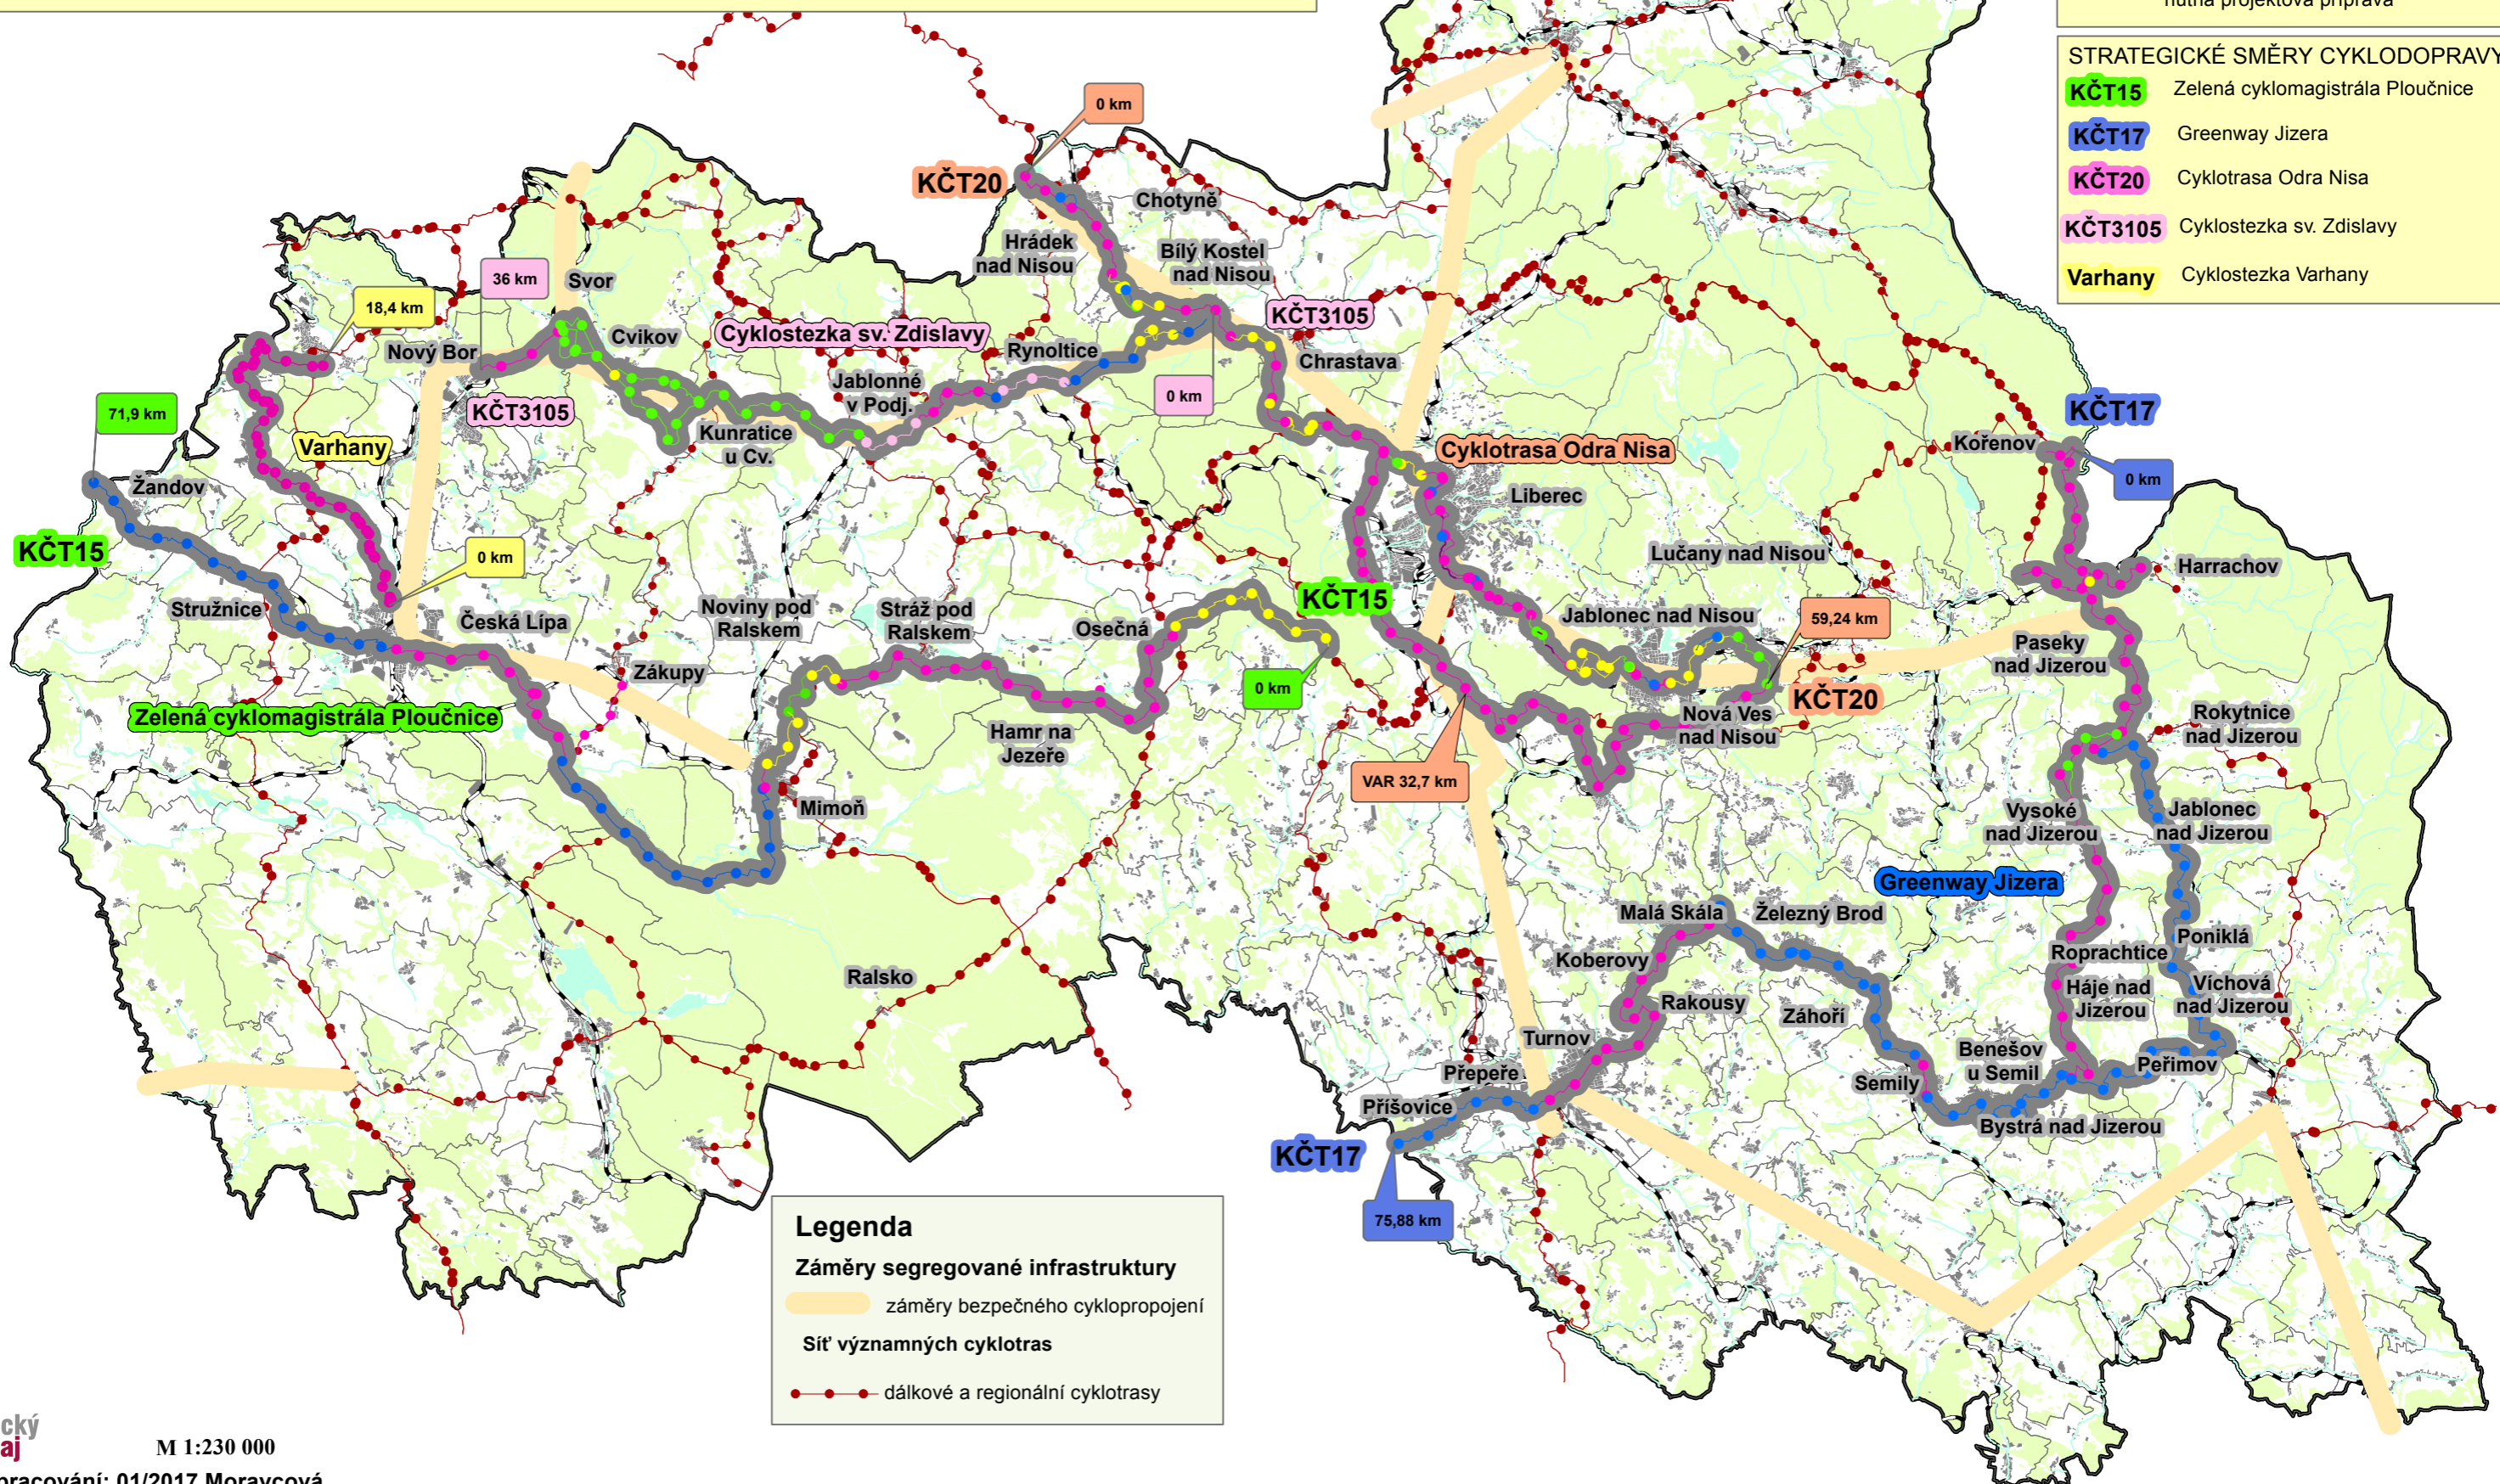 nutná projektová příprava
STRATEGICKÉ SMĚRY CYKLODOPRAVY
KČT15 Zelená cyklomagistrála Ploučnice
KČT17 Greenway Jizera
KČT20 Cyklotrasa Odra Nisa
KČT3105 Cyklostezka sv. Zdislavy
Varhany Cyklostezka Varhany
0 km
KČT20
Chotyně
Hrádek
nad Nisou
Bílý Kostel
nad Nisou
36 km
Svor
18,4 km
KČT3105
Cyklostezka sv. Zdislavy
Cvikov
Nový Bor
Rynoltice
Chrastava
Jablonné
v Podj.
0 km
71,9 km
KČT3105
KČT17
Kunratice
u Cv.
Varhany
Cyklotrasa Odra Nisa
Kořenov
0 km
Žandov
Liberec
KČT15
0 km
Lučany nad Nisou
Harrachov
Stružnice
Česká Lípa
Noviny pod
Ralskem
Stráž pod
Ralskem
Osečná
KČT15
Jablonec nad Nisou
59,24 km
Paseky
nad Jizerou
Zákupy
0 km
KČT20
Zelená cyklomagistrála Ploučnice
Hamr na
Jezeře
Nová Ves
nad Nisou
Rokytnice
nad Jizerou
VAR 32,7 km
Mimoň
Vysoké
nad Jizerou
Jablonec
nad Jizerou
Greenway Jizera
Malá Skála
Železný Brod
Poniklá
Roprachtice
Koberovy
Ralsko
Rakousy
Záhoří
Háje nad
Jizerou
Víchová
nad Jizerou
Turnov
Benešov
u Semil
Peřimov
Přepeře
Semily
Příšovice
Bystrá nad Jizerou
KČT17
75,88 km
Legenda
Záměry segregované infrastruktury
záměry bezpečného cyklopropojení
Síť významných cyklotras
dálkové a regionální cyklotrasy
cký
aj
M 1:230 000
pracování: 01/2017 Moravcová